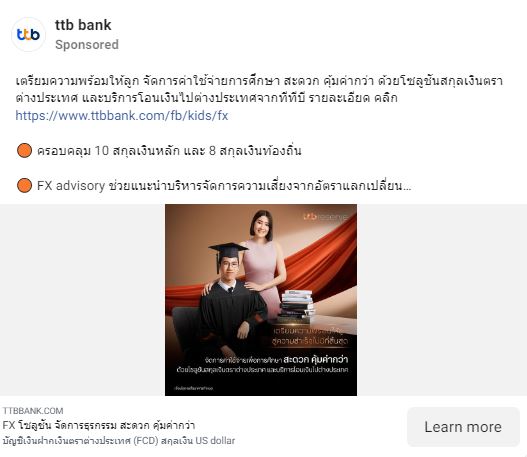 ttb bank
Sponsored
เตรียมความพร้อมให้ลูก จัดการค่าใช้จ่ายการศึกษา สะดวก คุ้มค่ากว่า ด้วยโซลูชันสกุลเงินตรา
ต่างประเทศ และบริการโอนเงินไปต่างประเทศจากทีทีบี รายละเอียด คลิก
https://www.ttbbank.com/fb/kids/fx
ครอบคลุม 10 สกุลเงินหลัก และ 8 สกุลเงินท้องถิ่น
FX advisory ช่วยแนะนำบริหารจัดการความเสี่ยงจากอัตราแลกเปลี่ยน...
ttb reserve
เตรียมความพร้อมให้ลูก
สู่ความสำเร็จไม่มีที่สิ้นสุด
จัดการค่าใช้จ่ายเพื่อการศึกษา สะดวก คุ้มค่ากว่า
ด้วยโซลูชันสกุลเงินตราต่างประเทศ และบริการโอนเงินไปต่างประเทศ
TTBBANK.COM
FX โซลูชัน จัดการธุรกรรม สะดวก คุ้มค่ากว่า
บัญชีเงินฝากเงินตราต่างประเทศ (FCD) สกุลเงิน US dollar
Learn more